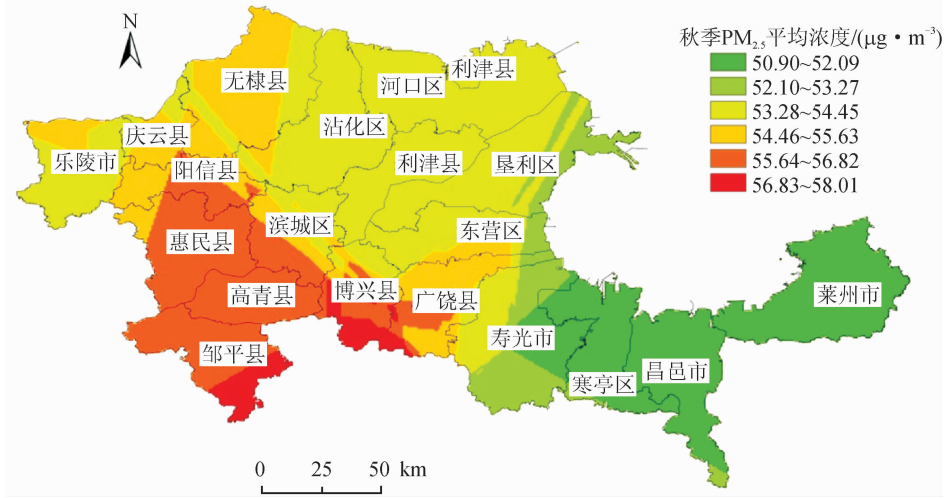 N
秋季PM2.5平均浓度/(μg·m⁻³)
50.90~52.09
52.10~53.27
53.28~54.45
54.46~55.63
55.64~56.82
56.83~58.01
利津县
无棣县
河口区
庆云县
沾化区
乐陵市
阳信县
利津县
垦利区
滨城区
东营区
惠民县
高青县
博兴县
广饶县
莱州市
寿光市
邹平县
昌邑市
寒亭区
0 25 50 km